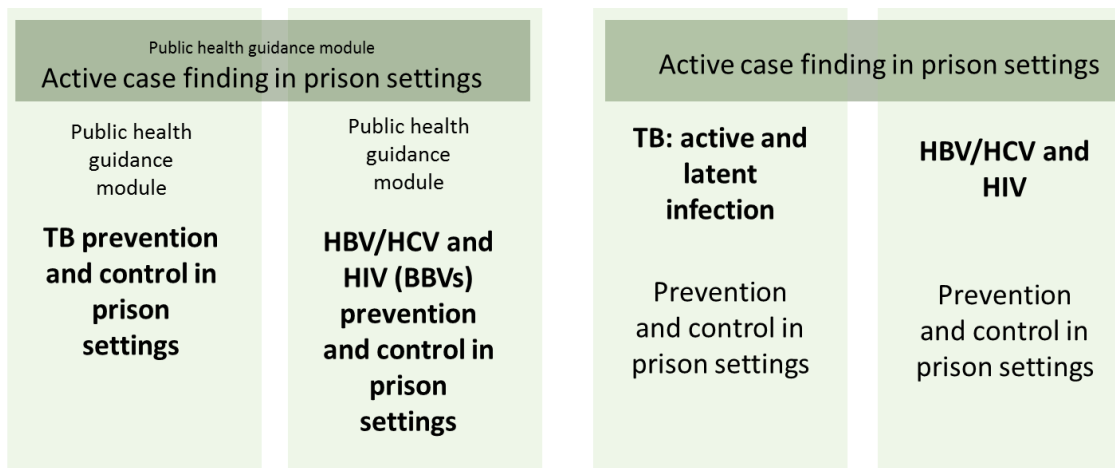 Public health guidance module
Active case finding in prison settings
Public health
guidance
module
TB prevention
and control in
prison
settings
Public health
guidance
module
HBV/HCV and
HIV (BBVs)
prevention
and control in
prison
settings
Active case finding in prison settings
TB: active and
latent
infection
Prevention
and control in
prison settings
HBV/HCV and
HIV
Prevention
and control in
prison settings